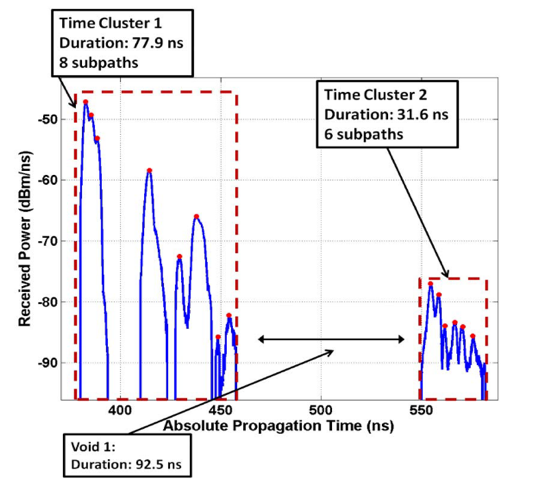 Time Cluster 1
Duration: 77.9 ns
8 subpaths
Time Cluster 2
Duration: 31.6 ns
6 subpaths
-50
-60
-70
-80
-90
Received Power (dBm/ns)
400
450
500
550
Absolute Propagation Time (ns)
Void 1:
Duration: 92.5 ns